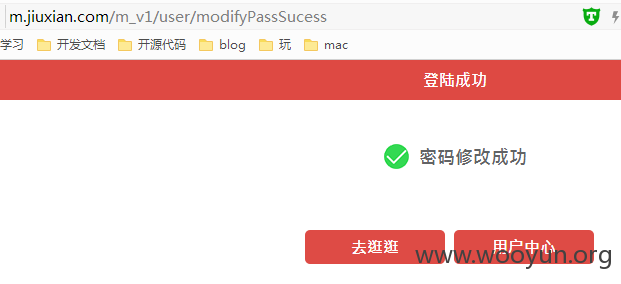 m.jiuxian.com/m_v1/user/modifyPassSucess
学习 开发文档 开源代码 blog 玩 mac
登陆成功
密码修改成功
去逛逛 用户中心
www.wooyun.org